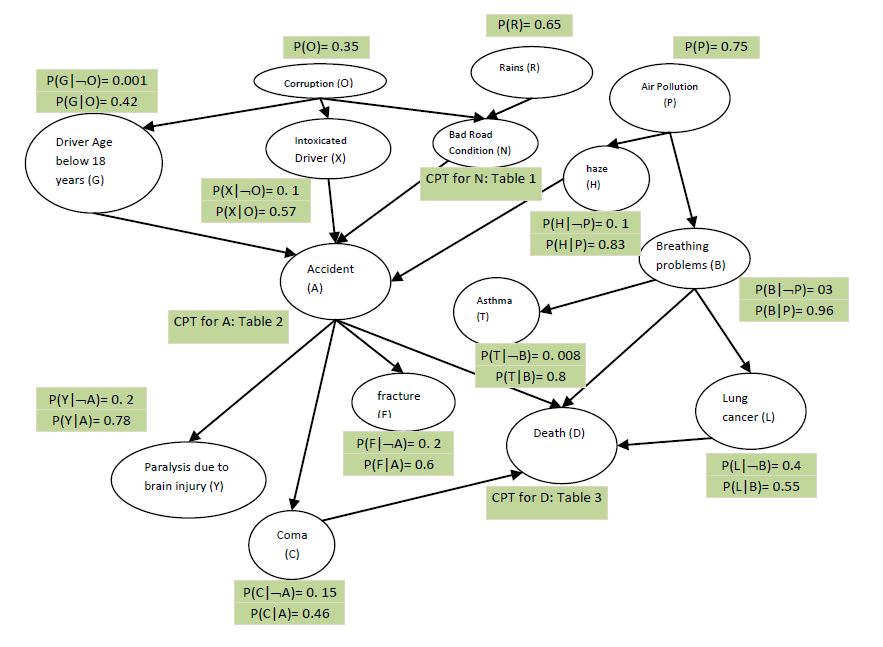 P(R)= 0.65
P(O)= 0.35
P(P)= 0.75
Rains (R)
P(G|¬O)= 0.001
P(G|O)= 0.42
Corruption (O)
Air Pollution
(P)
Driver Age
below 18
years (G)
Intoxicated
Driver (X)
Bad Road
Condition (N)
haze
(H)
P(X|¬O)= 0. 1
P(X|O)= 0.57
CPT for N: Table 1
P(H|¬P)= 0. 1
P(H|P)= 0.83
Breathing
problems (B)
Accident
(A)
P(B|¬P)= 03
P(B|P)= 0.96
Asthma
(T)
CPT for A: Table 2
P(T|¬B)= 0. 008
P(T|B)= 0.8
P(Y|¬A)= 0. 2
P(Y|A)= 0.78
fracture
(F)
Lung
cancer (L)
Death (D)
P(F|¬A)= 0. 2
P(F|A)= 0.6
Paralysis due to
brain injury (Y)
P(L|¬B)= 0.4
P(L|B)= 0.55
CPT for D: Table 3
Coma
(C)
P(C|¬A)= 0. 15
P(C|A)= 0.46